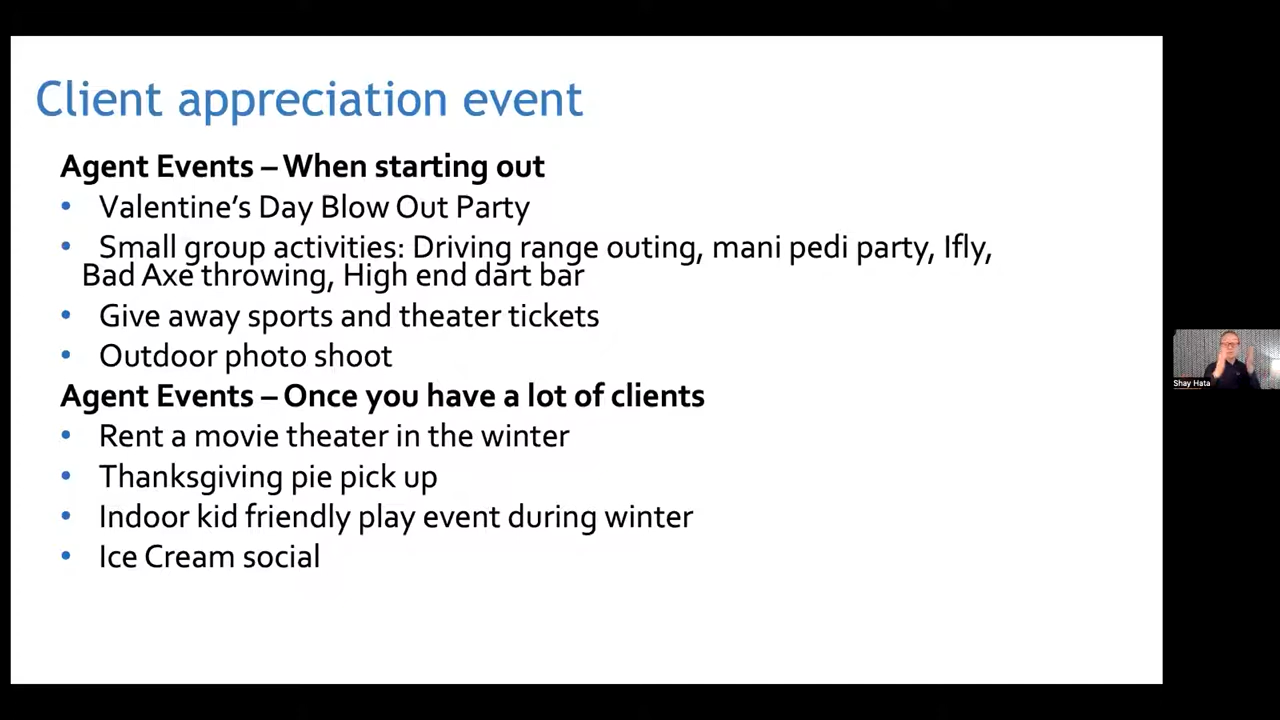 Client appreciation event
Agent Events – When starting out
• Valentine's Day Blow Out Party
• Small group activities: Driving range outing, mani pedi party, Ifly,
Bad Axe throwing, High end dart bar
• Give away sports and theater tickets
• Outdoor photo shoot
Agent Events – Once you have a lot of clients
• Rent a movie theater in the winter
• Thanksgiving pie pick up
• Indoor kid friendly play event during winter
• Ice Cream social
Shay Hata